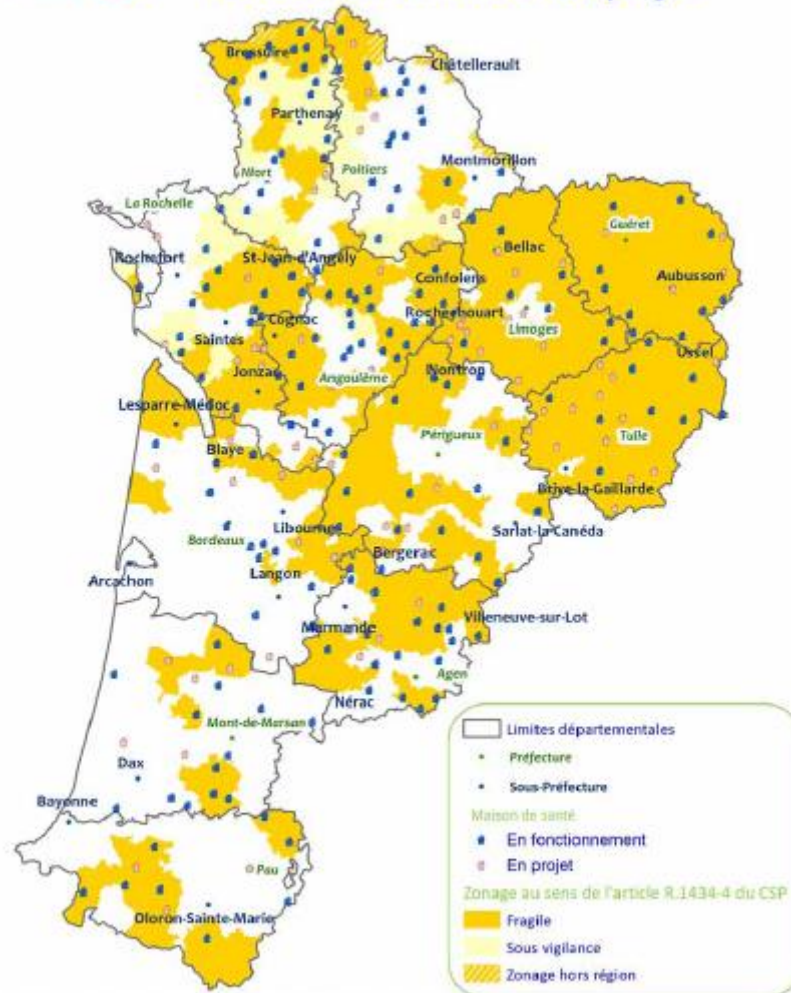 Bressuire
Châtellerault
Parthenay
Niort
Poitiers
Montmorillon
La Rochelle
Guéret
Rochefort
St-Jean-d'Angély
Bellac
Confolens
Aubusson
Cognac
Rochechouart
Saintes
Limoges
Jonzac
Angoulême
Nontron
Ussel
Lesparre-Médoc
Périgueux
Tulle
Blaye
Brive-la-Gaillarde
Libourne
Sarlat-la-Canéda
Bordeaux
Bergerac
Langon
Arcachon
Marmande
Villeneuve-sur-Lot
Agen
Nérac
Mont-de-Marsan
Dax
Bayonne
Pau
Oloron-Sainte-Marie
Limites départementales
Préfecture
Sous-Préfecture
Maison de santé
En fonctionnement
En projet
Zonage au sens de l'article R.1434-4 du CSP
Fragile
Sous vigilance
Zonage hors région